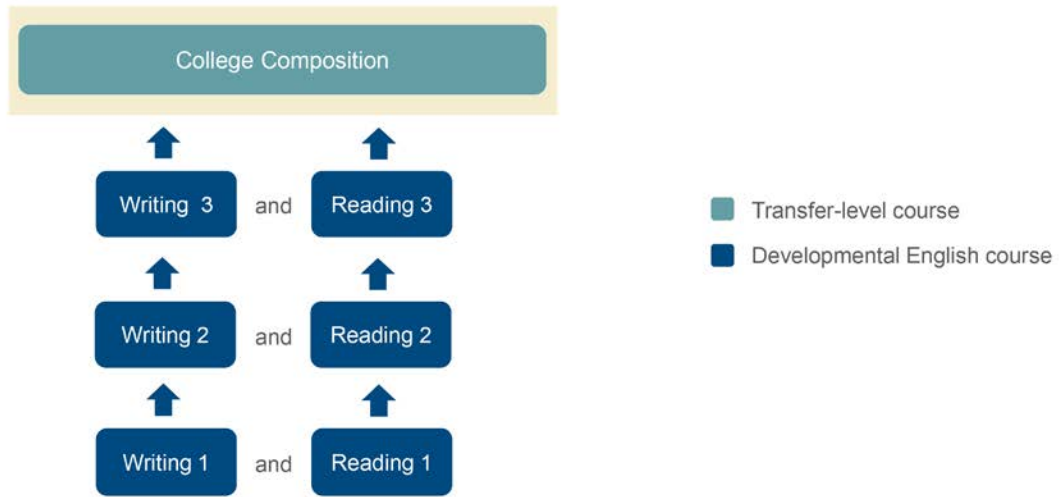 College Composition
Writing 3 and Reading 3
Transfer-level course
Developmental English course
Writing 2 and Reading 2
Writing 1 and Reading 1